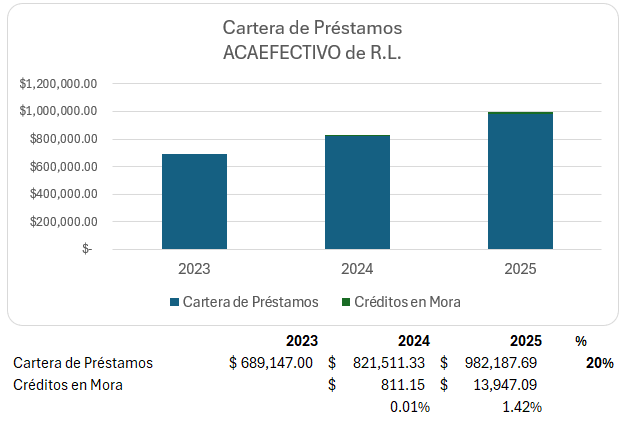 Cartera de Préstamos
ACAEFECTIVO de R.L.
$1,200,000.00
$1,000,000.00
$800,000.00
$600,000.00
$400,000.00
$200,000.00
$-
2023 2024 2025
Cartera de Préstamos Créditos en Mora
2023 2024 2025 %
Cartera de Préstamos $ 689,147.00 $ 821,511.33 $ 982,187.69 20%
Créditos en Mora $ 811.15 $ 13,947.09
0.01% 1.42%